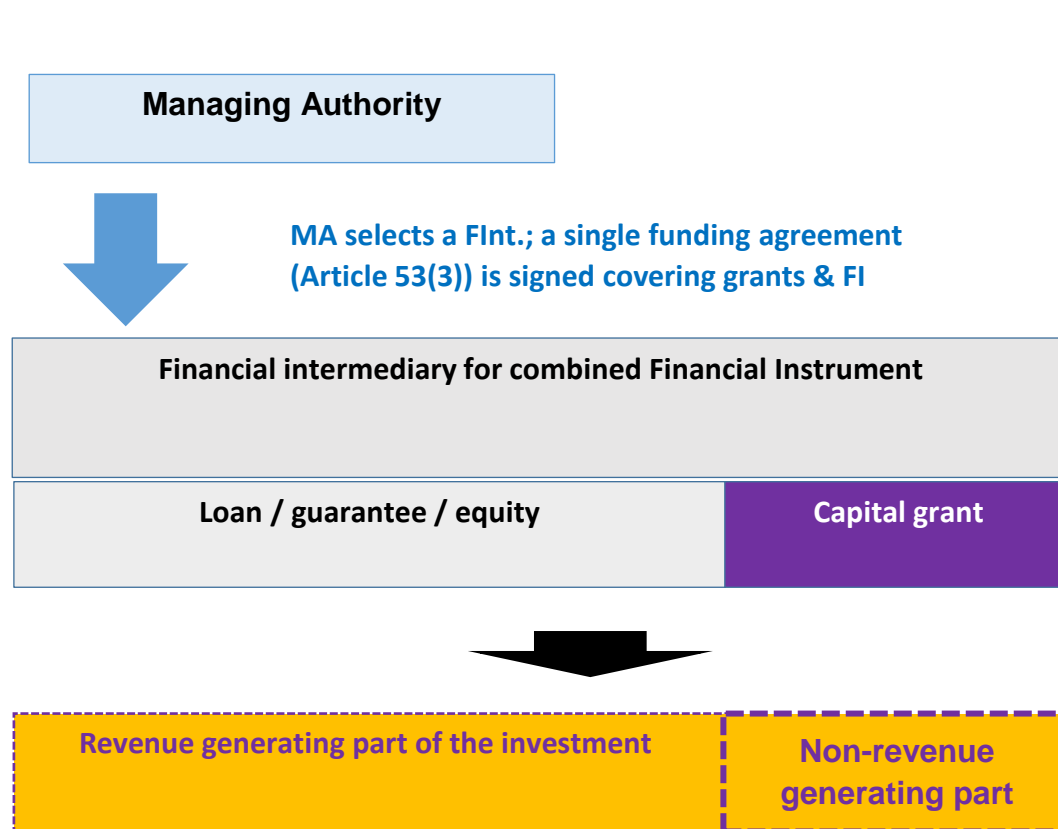 Managing Authority
MA selects a FInt.; a single funding agreement
(Article 53(3)) is signed covering grants & FI
Financial intermediary for combined Financial Instrument
Loan / guarantee / equity
Capital grant
Revenue generating part of the investment
Non-revenue
generating part